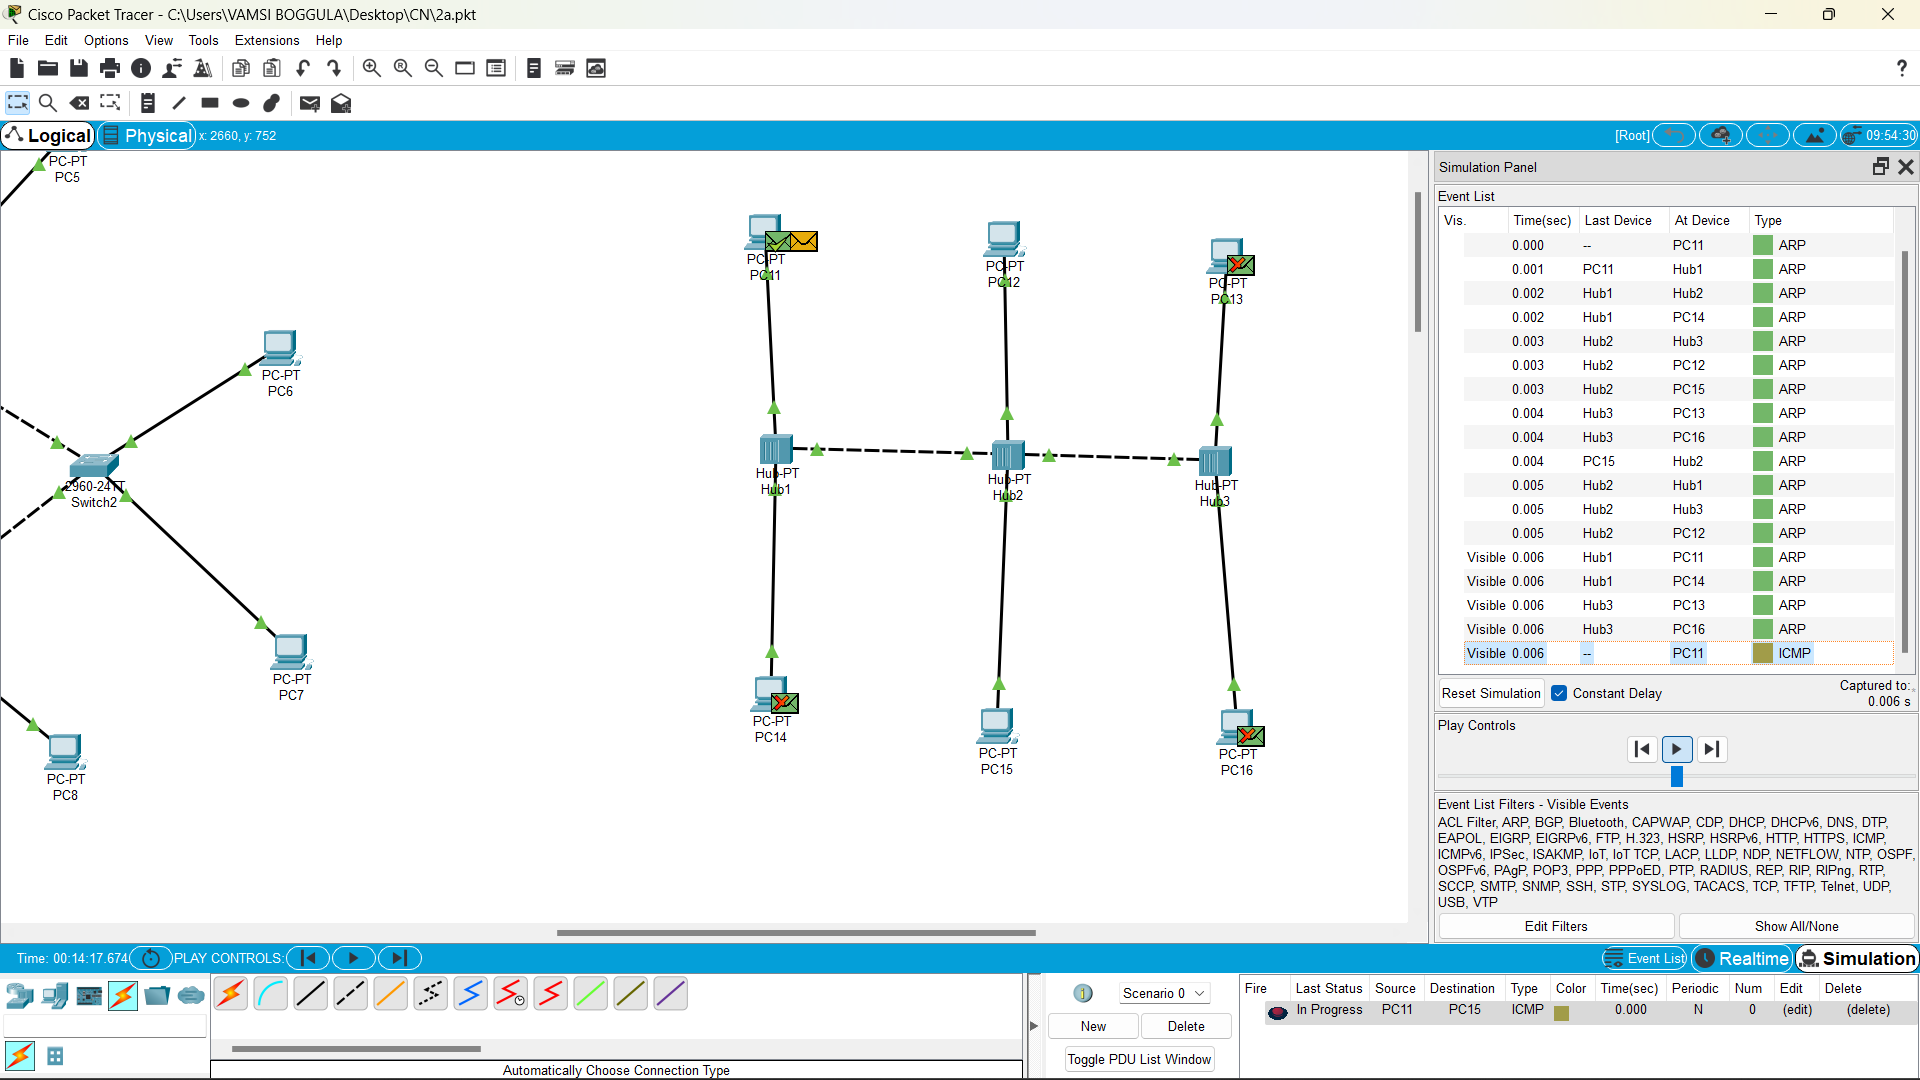 Cisco Packet Tracer - C:\Users\VAMSI BOGGULA\Desktop\CN\2a.pkt
File Edit Options View Tools Extensions Help
?
Logical Physical x: 2660, y: 752 [Root] 09:54:30
PC-PT
PC5
PC-PT
PC6
2960-24TT
Switch2
PC-PT
PC7
PC-PT
PC8
PC-PT
PC11
PC-PT
PC12
PC-PT
PC13
Hub-PT
Hub1
Hub-PT
Hub2
Hub-PT
Hub3
PC-PT
PC14
PC-PT
PC15
PC-PT
PC16
Simulation Panel
Event List
Vis. Time(sec) Last Device At Device Type
0.000 -- PC11 ARP
0.001 PC11 Hub1 ARP
0.002 Hub1 Hub2 ARP
0.002 Hub1 PC14 ARP
0.003 Hub2 Hub3 ARP
0.003 Hub2 PC12 ARP
0.003 Hub2 PC15 ARP
0.004 Hub3 PC13 ARP
0.004 Hub3 PC16 ARP
0.004 PC15 Hub2 ARP
0.005 Hub2 Hub1 ARP
0.005 Hub2 Hub3 ARP
0.005 Hub2 PC12 ARP
Visible 0.006 Hub1 PC11 ARP
Visible 0.006 Hub1 PC14 ARP
Visible 0.006 Hub3 PC13 ARP
Visible 0.006 Hub3 PC16 ARP
Visible 0.006 -- PC11 ICMP
Reset Simulation Constant Delay Captured to:
0.006 s
Play Controls
Event List Filters - Visible Events
ACL Filter, ARP, BGP, Bluetooth, CAPWAP, CDP, DHCP, DHCPv6, DNS, DTP,
EAPOL, EIGRP, EIGRPv6, FTP, H.323, HSRP, HSRPv6, HTTP, HTTPS, ICMP,
ICMPv6, IPSec, ISAKMP, IoT, IoT TCP, LACP, LLDP, NDP, NETFLOW, NTP, OSPF,
OSPFv6, PAgP, POP3, PPP, PPPoED, PTP, RADIUS, REP, RIP, RIPng, RTP,
SCCP, SMTP, SNMP, SSH, STP, SYSLOG, TACACS, TCP, TFTP, Telnet, UDP,
USB, VTP
Edit Filters Show All/None
Time: 00:14:17.674 PLAY CONTROLS: Event List Realtime Simulation
Automatically Choose Connection Type
Scenario 0
New Delete
Toggle PDU List Window
Fire Last Status Source Destination Type Color Time(sec) Periodic Num Edit Delete
In Progress PC11 PC15 ICMP 0.000 N 0 (edit) (delete)